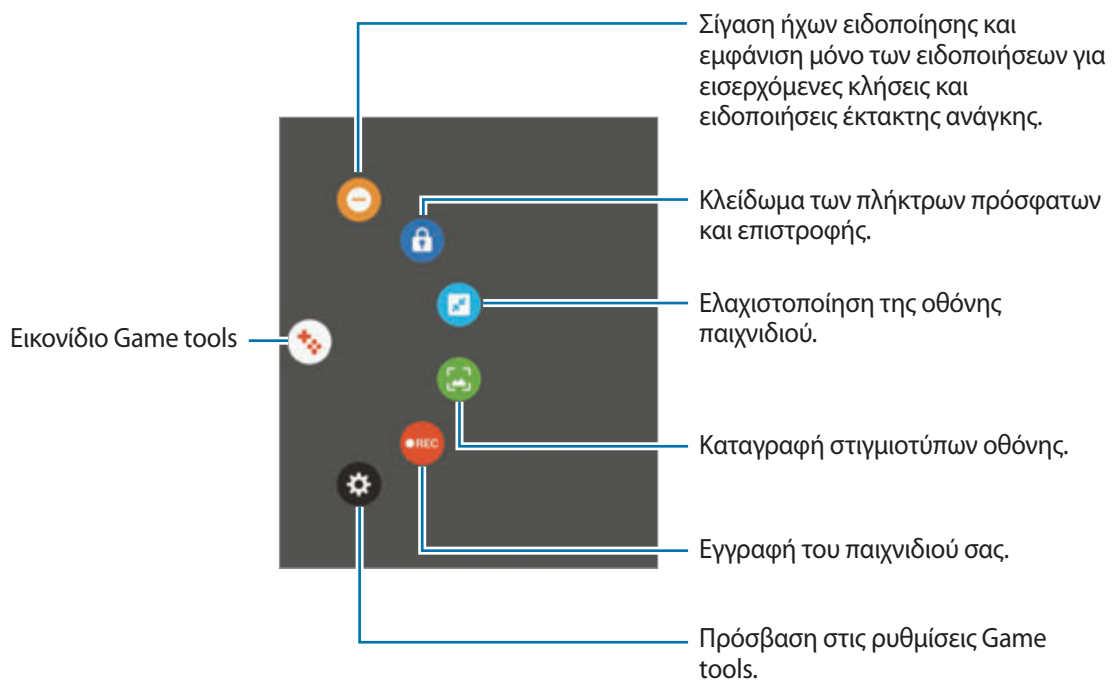 Σίγαση ήχων ειδοποίησης και
εμφάνιση μόνο των ειδοποιήσεων για
εισερχόμενες κλήσεις και
ειδοποιήσεις έκτακτης ανάγκης.
Κλείδωμα των πλήκτρων πρόσφατων
και επιστροφής.
Ελαχιστοποίηση της οθόνης
παιχνιδιού.
Εικονίδιο Game tools
Καταγραφή στιγμιοτύπων οθόνης.
REC
Εγγραφή του παιχνιδιού σας.
Πρόσβαση στις ρυθμίσεις Game
tools.